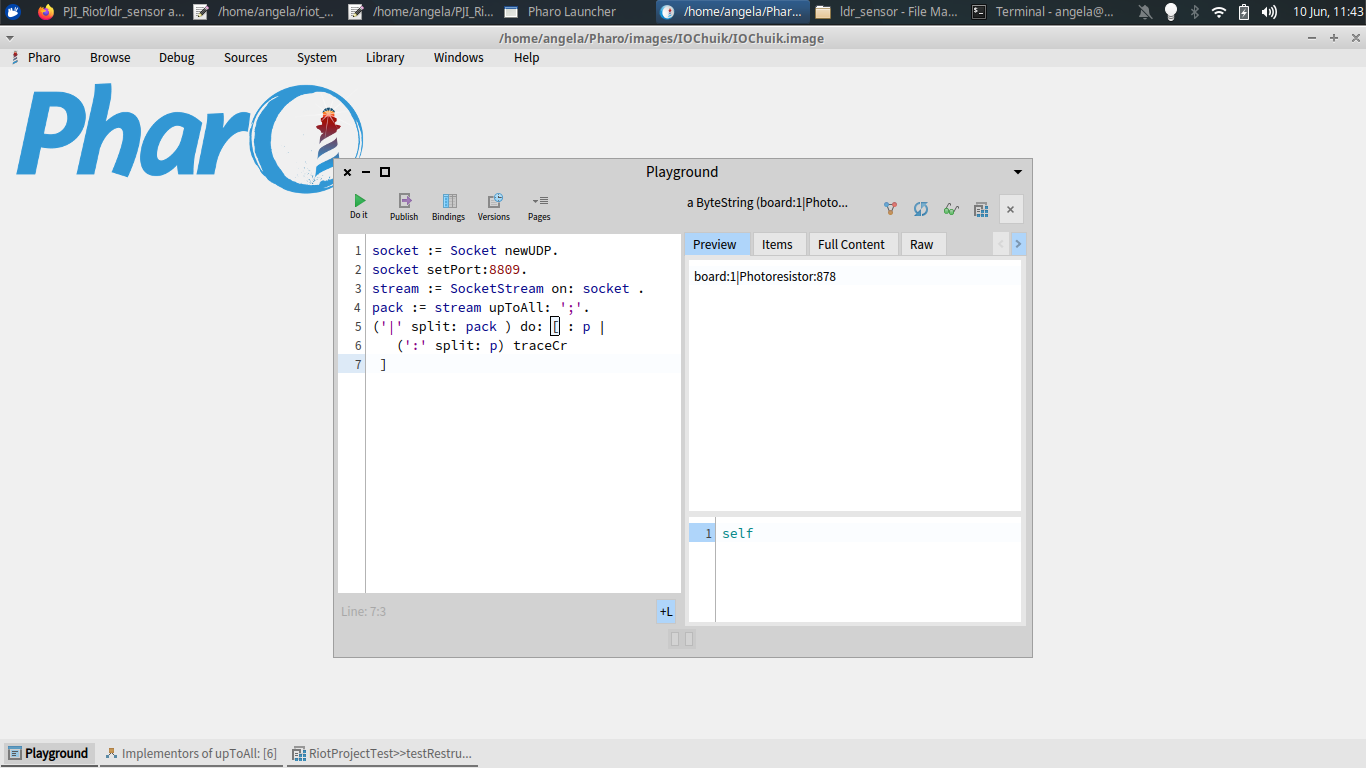 PJI_Riot/ldr_sensor a... /home/angela/riot_... /home/angela/PJI_Ri... Pharo Launcher /home/angela/Phar... ldr_sensor - File Ma... Terminal - angela@... 10 Jun, 11:43
/home/angela/Pharo/images/IOChuik/IOChuik.image
Pharo Browse Debug Sources System Library Windows Help
Pharo
Playground
Do it Publish Bindings Versions Pages
a ByteString (board:1|Photo...
Preview Items Full Content Raw
1 socket := Socket newUDP.
2 socket setPort:8809.
3 stream := SocketStream on: socket .
4 pack := stream upToAll: ';'.
5 ('|' split: pack ) do: [ : p |
6 (':' split: p) traceCr
7 ]
board:1|Photoresistor:878
1 self
Line: 7:3 +L
Playground Implementors of upToAll: [6] RiotProjectTest>>testRestru...